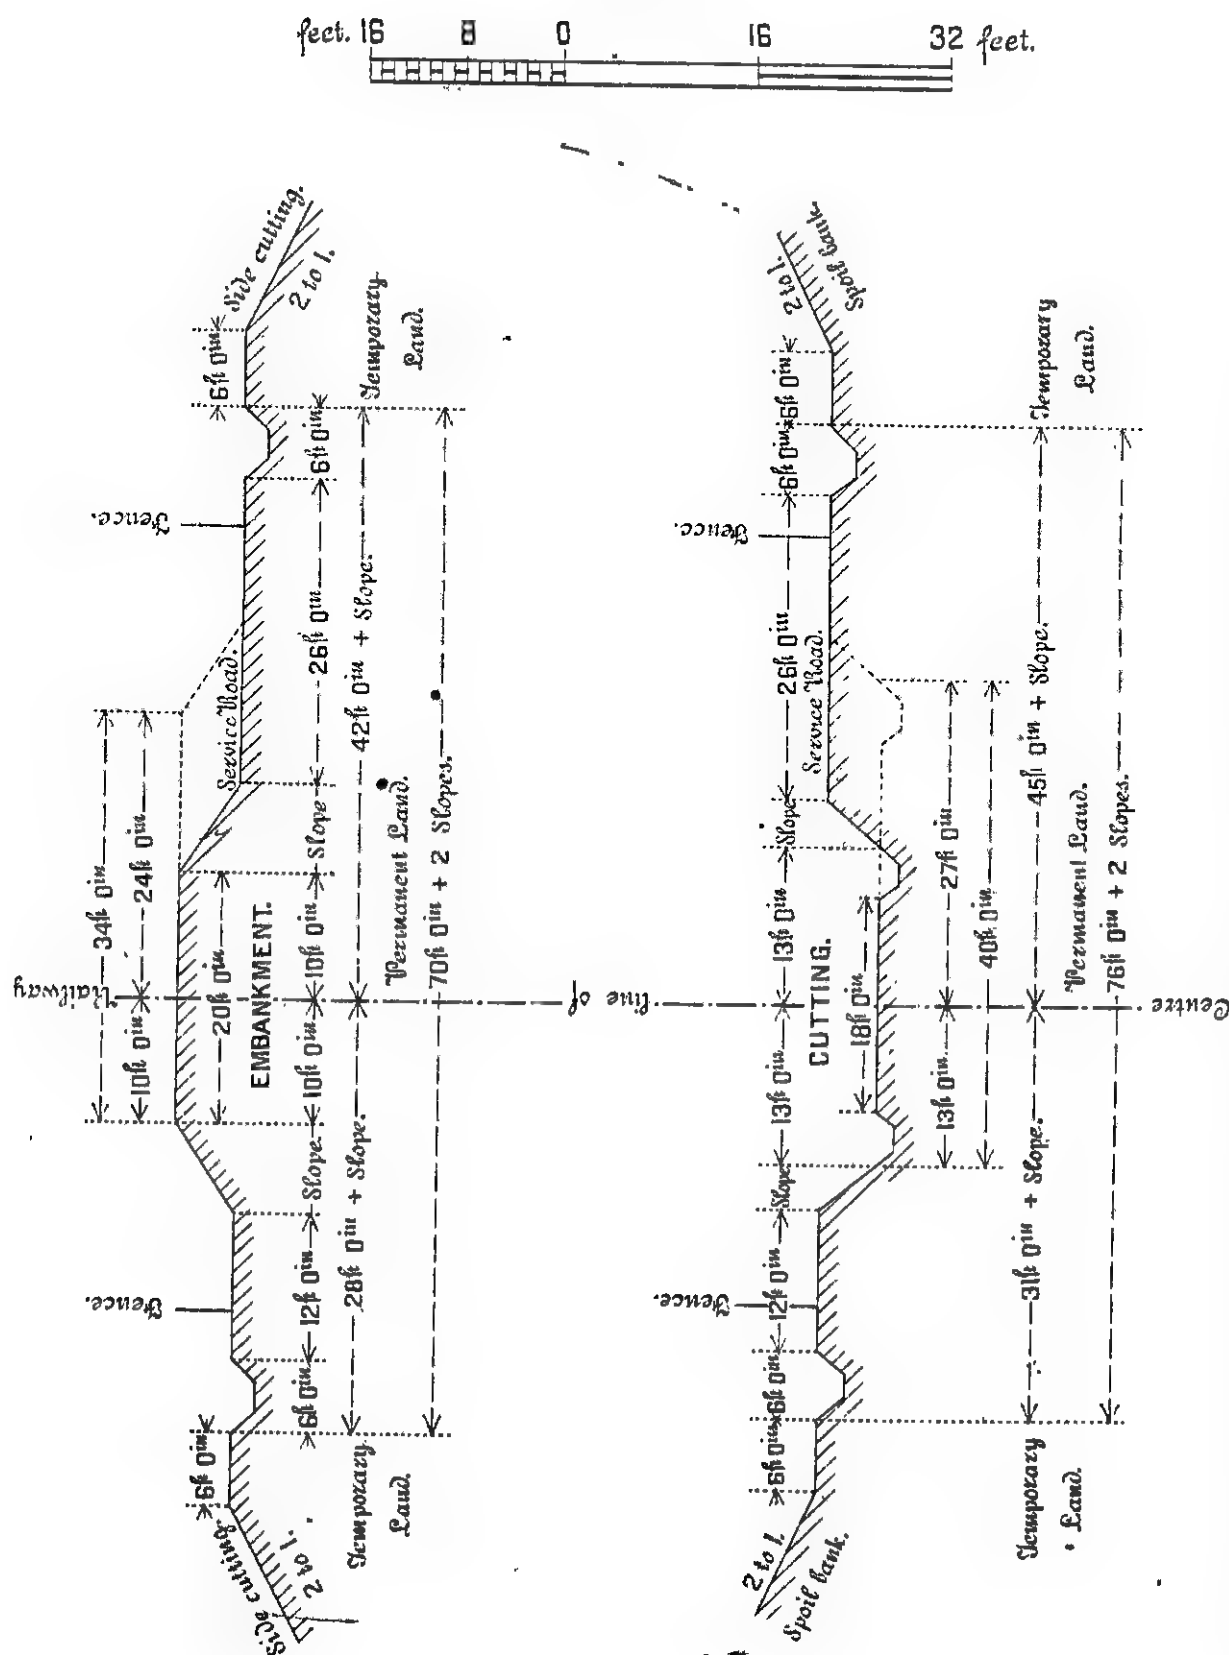 feet. 16 8 0 16 32 feet.
Side cutting.
2 to 1.
6ft 0in
Temporary
Land.
6ft 0in
Fence.
26ft 0in
Service Road.
42ft 0in + Slope.
Slope
34ft 0in
24ft 0in
10ft 0in
20ft 0in
EMBANKMENT.
10ft 0in
10ft 0in
Permanent Land.
70ft 0in + 2 Slopes.
Slope.
28ft 0in + Slope.
12ft 0in
Fence.
6ft 0in
6ft 0in
Temporary
Land.
Side cutting
2 to 1.
Centre line of Railway
Spoil bank.
2 to 1.
6ft 0in
6ft 0in
Temporary
Land.
Fence.
26ft 0in
Service Road.
45ft 0in + Slope.
Slope
13ft 0in
27ft 0in
40ft 0in
Permanent Land.
76ft 0in + 2 Slopes.
CUTTING.
18ft 0in
13ft 0in
13ft 0in
Slope
31ft 0in + Slope.
12ft 0in
Fence.
6ft 0in
6ft 0in
Temporary
Land.
2 to 1.
Spoil bank.